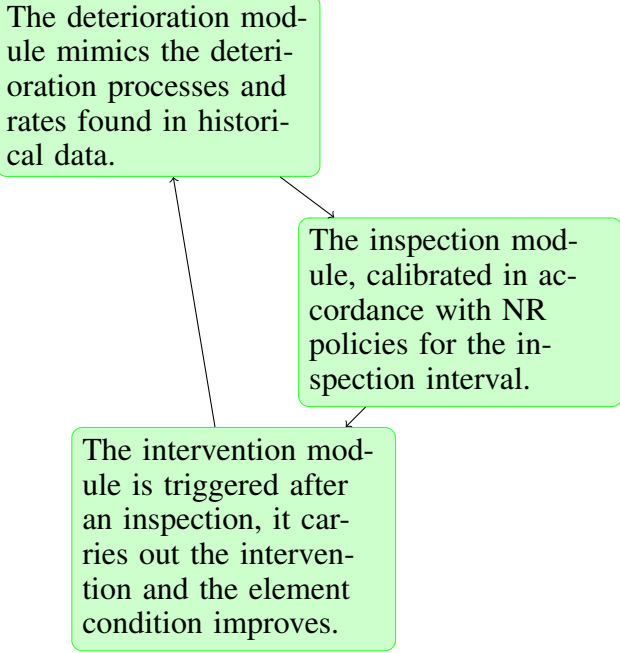 The deterioration mod-
ule mimics the deteri-
oration processes and
rates found in histori-
cal data.
The inspection mod-
ule, calibrated in ac-
cordance with NR
policies for the in-
spection interval.
The intervention mod-
ule is triggered after
an inspection, it car-
ries out the interven-
tion and the element
condition improves.